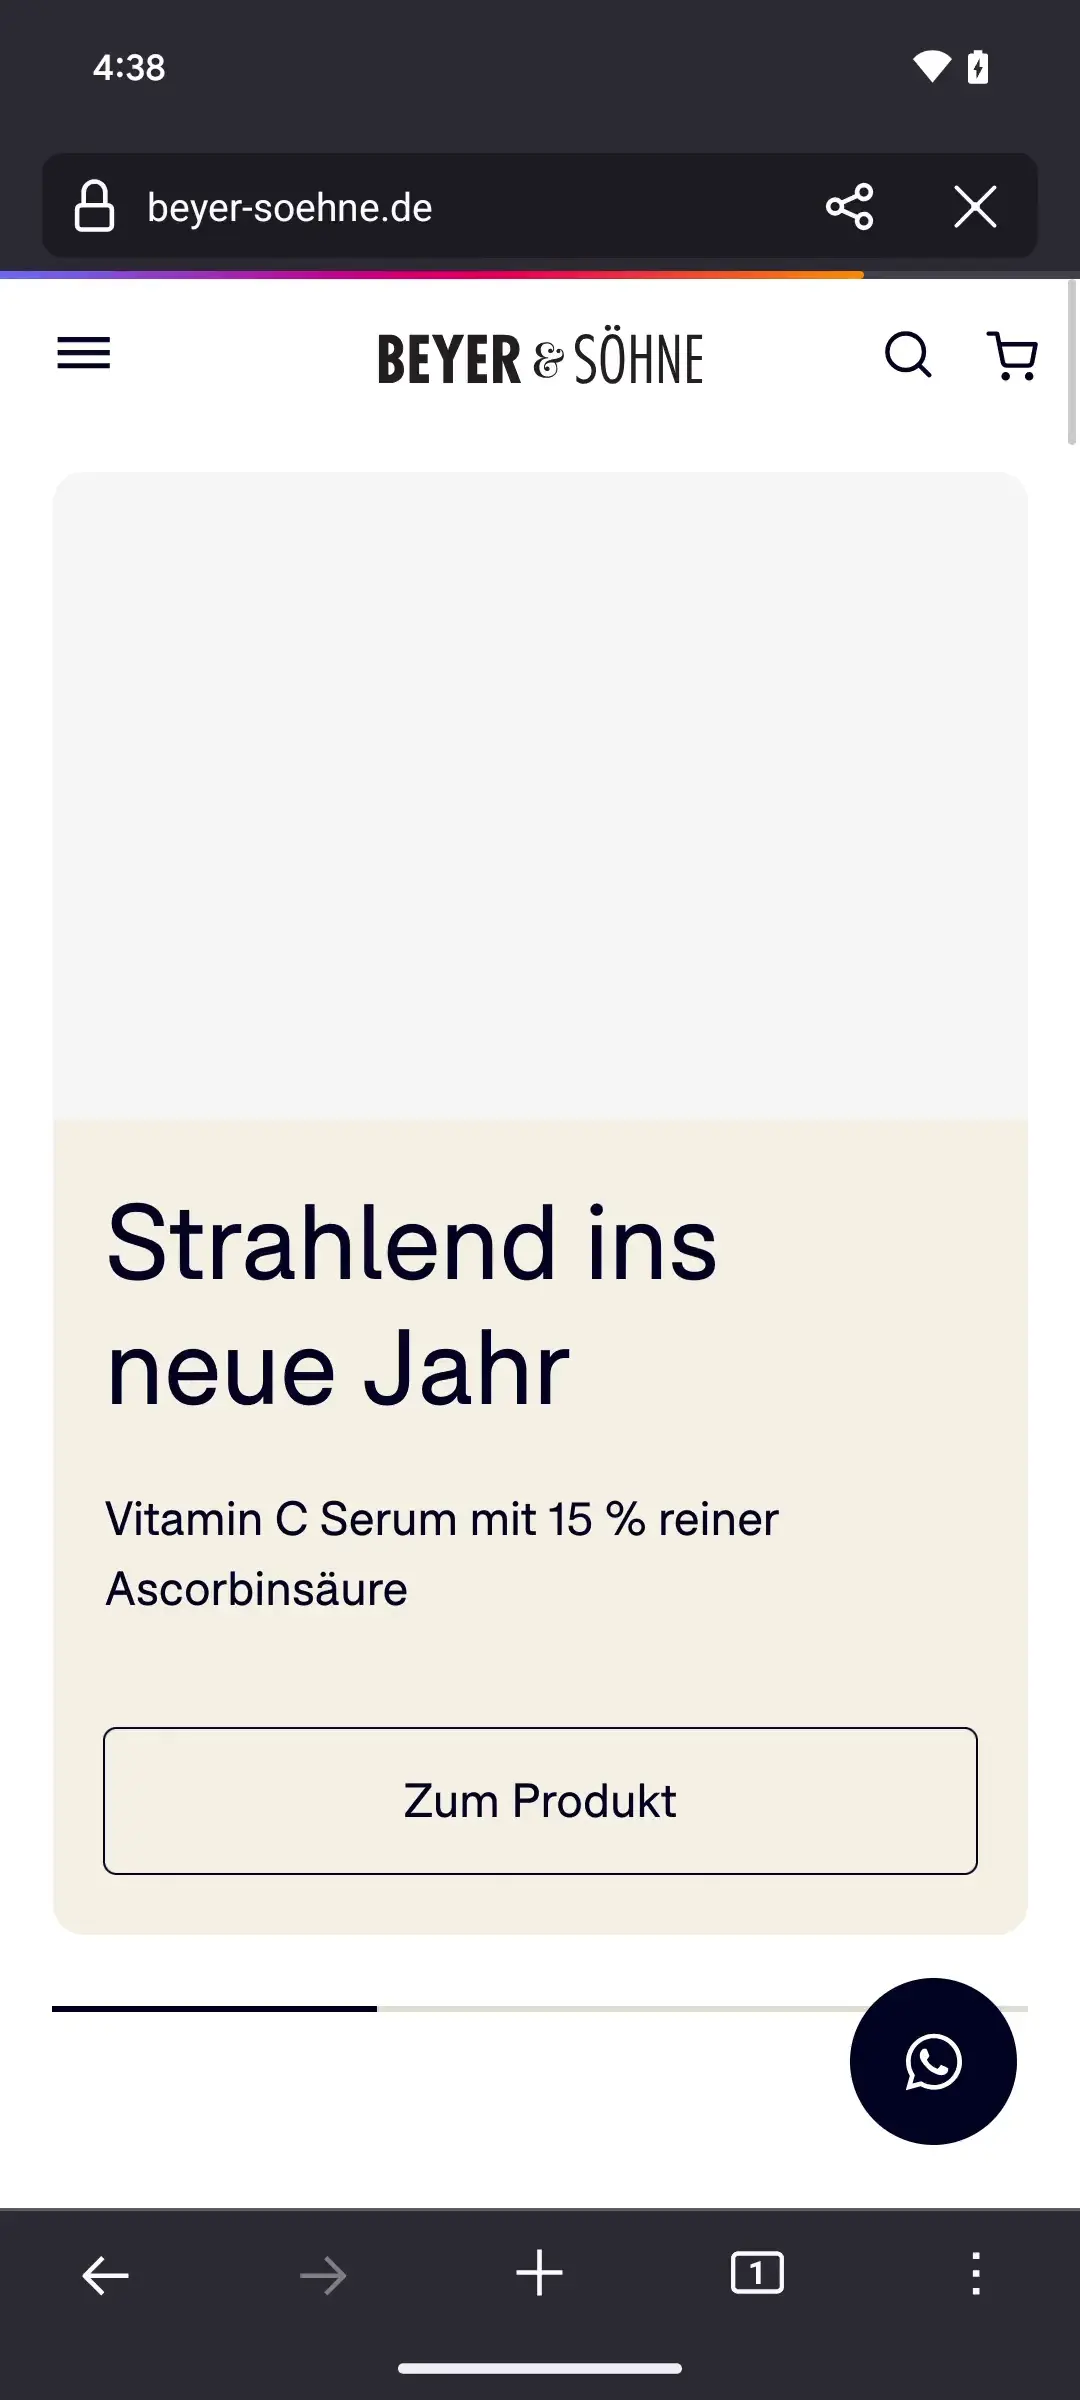 4:38
beyer-soehne.de
BEYER & SÖHNE
Strahlend ins
neue Jahr
Vitamin C Serum mit 15 % reiner
Ascorbinsäure
Zum Produkt
1